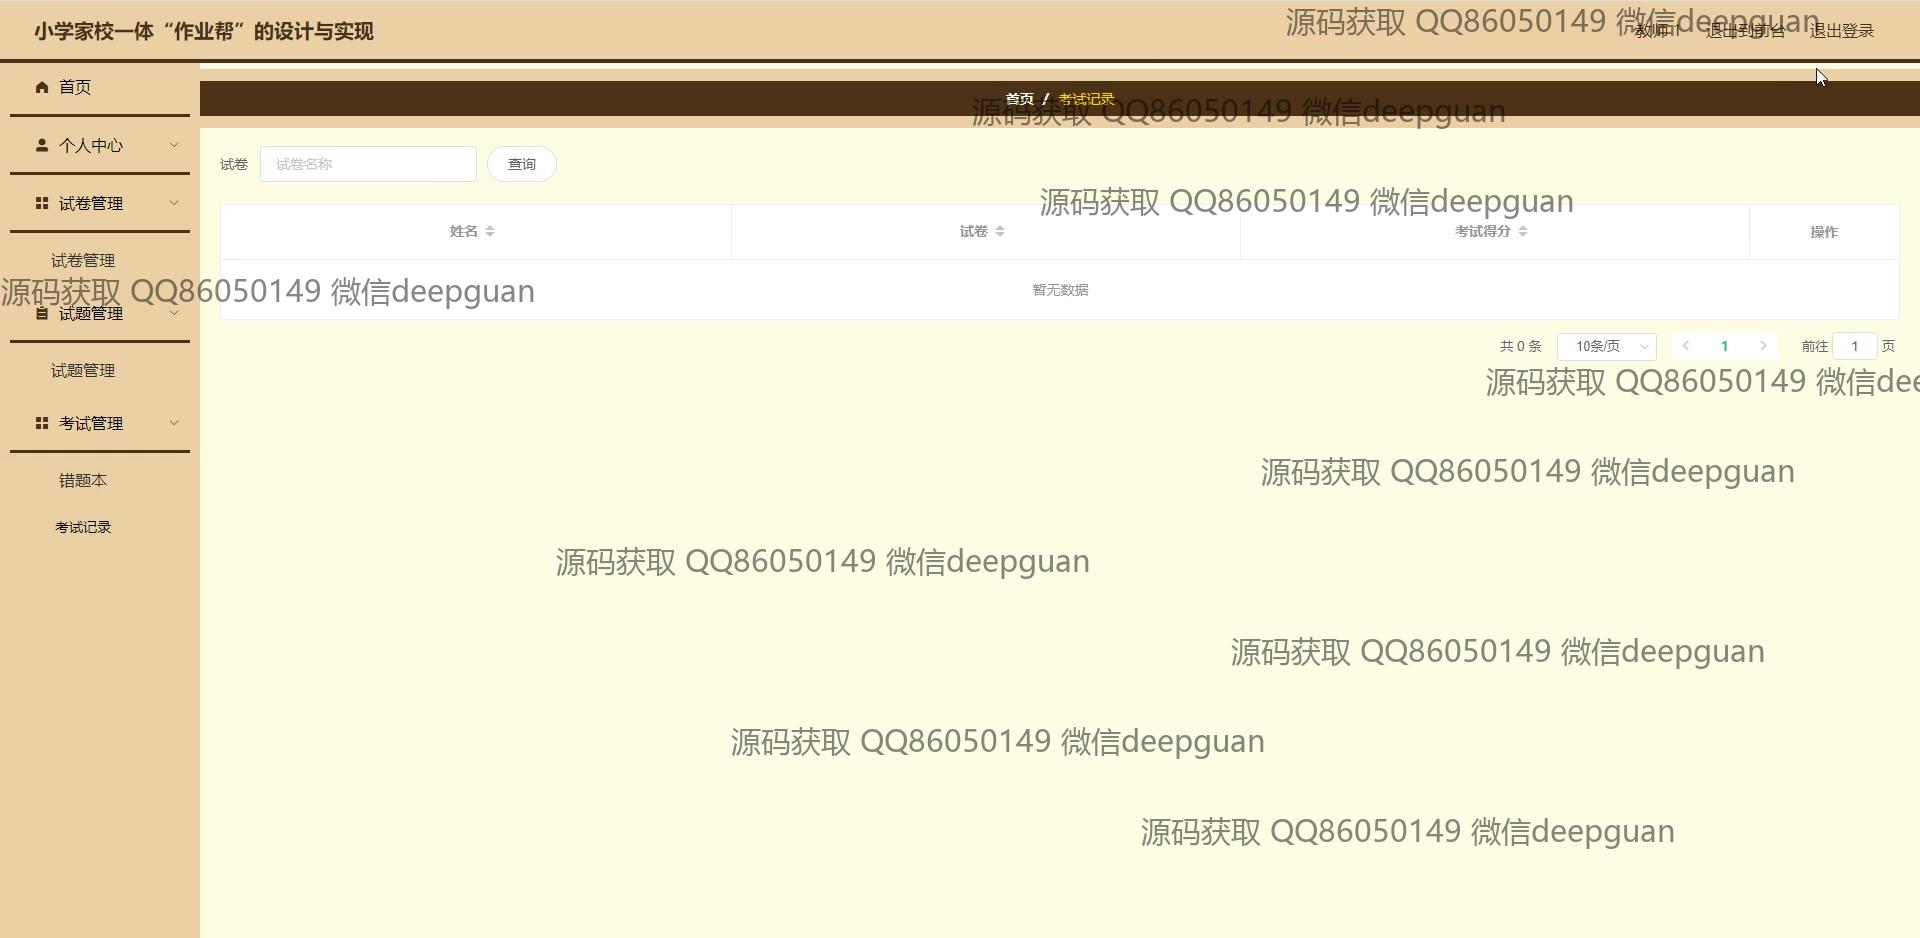 小学家校一体“作业帮”的设计与实现
源码获取 QQ86050149 微信deepguan
教师1 退出到前台 退出登录
首页
首页 / 考试记录
源码获取 QQ86050149 微信deepguan
个人中心
试卷 试卷名称 查询
试卷管理
源码获取 QQ86050149 微信deepguan
姓名 试卷 考试得分 操作
试卷管理
源码获取 QQ86050149 微信deepguan
暂无数据
试题管理
共 0 条 10条/页 1 前往 1 页
试题管理
源码获取 QQ86050149 微信dee
考试管理
源码获取 QQ86050149 微信deepguan
错题本
考试记录
源码获取 QQ86050149 微信deepguan
源码获取 QQ86050149 微信deepguan
源码获取 QQ86050149 微信deepguan
源码获取 QQ86050149 微信deepguan